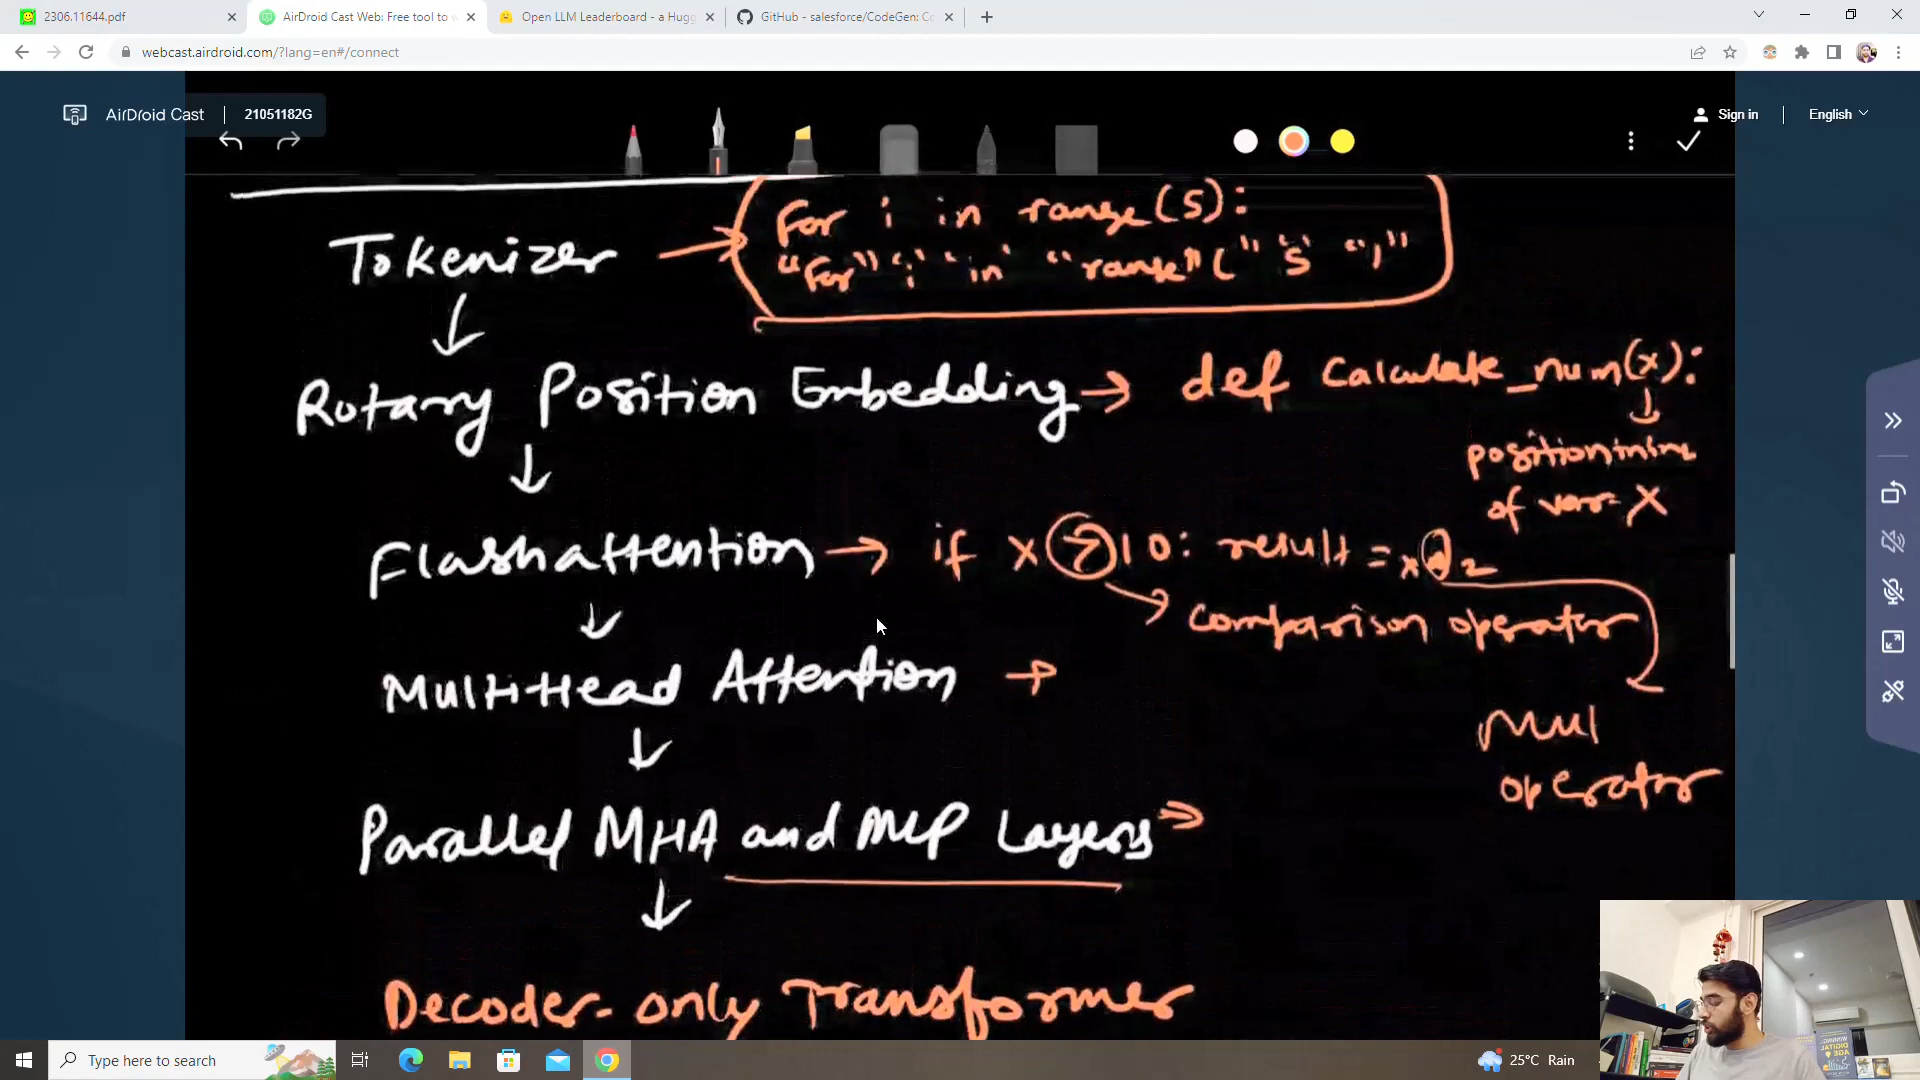 2306.11644.pdf
AirDroid Cast Web: Free tool to
Open LLM Leaderboard - a Hugg
GitHub - salesforce/CodeGen: Co
webcast.airdroid.com/?lang=en#/connect
AirDroid Cast
21051182G
Sign in
English
for i in range(5):
Tokenizer
"for" 'i' 'in' "range" (" '5' ")"
Rotary Position Embedding
def Calculate_num(x):
of var- X
Flashattention
if x > 10: result = x * 2
comparison operator
MultiHead Attention
Mul
operator
Parallel MHA and MLP Layers
Decoder-only Transformer
Type here to search
25°C Rain
DIGITAL
AGE